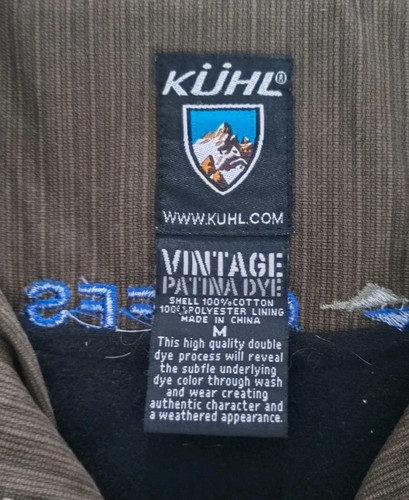 KÜHL®
WWW.KUHL.COM
VINTAGE
PATINA DYE
SHELL 100% COTTON
100% POLYESTER LINING
MADE IN CHINA
M
This high quality double
dye process will reveal
the subfle underlying
dye color through wash
and wear creating
authentic character and
a weathered appearance.